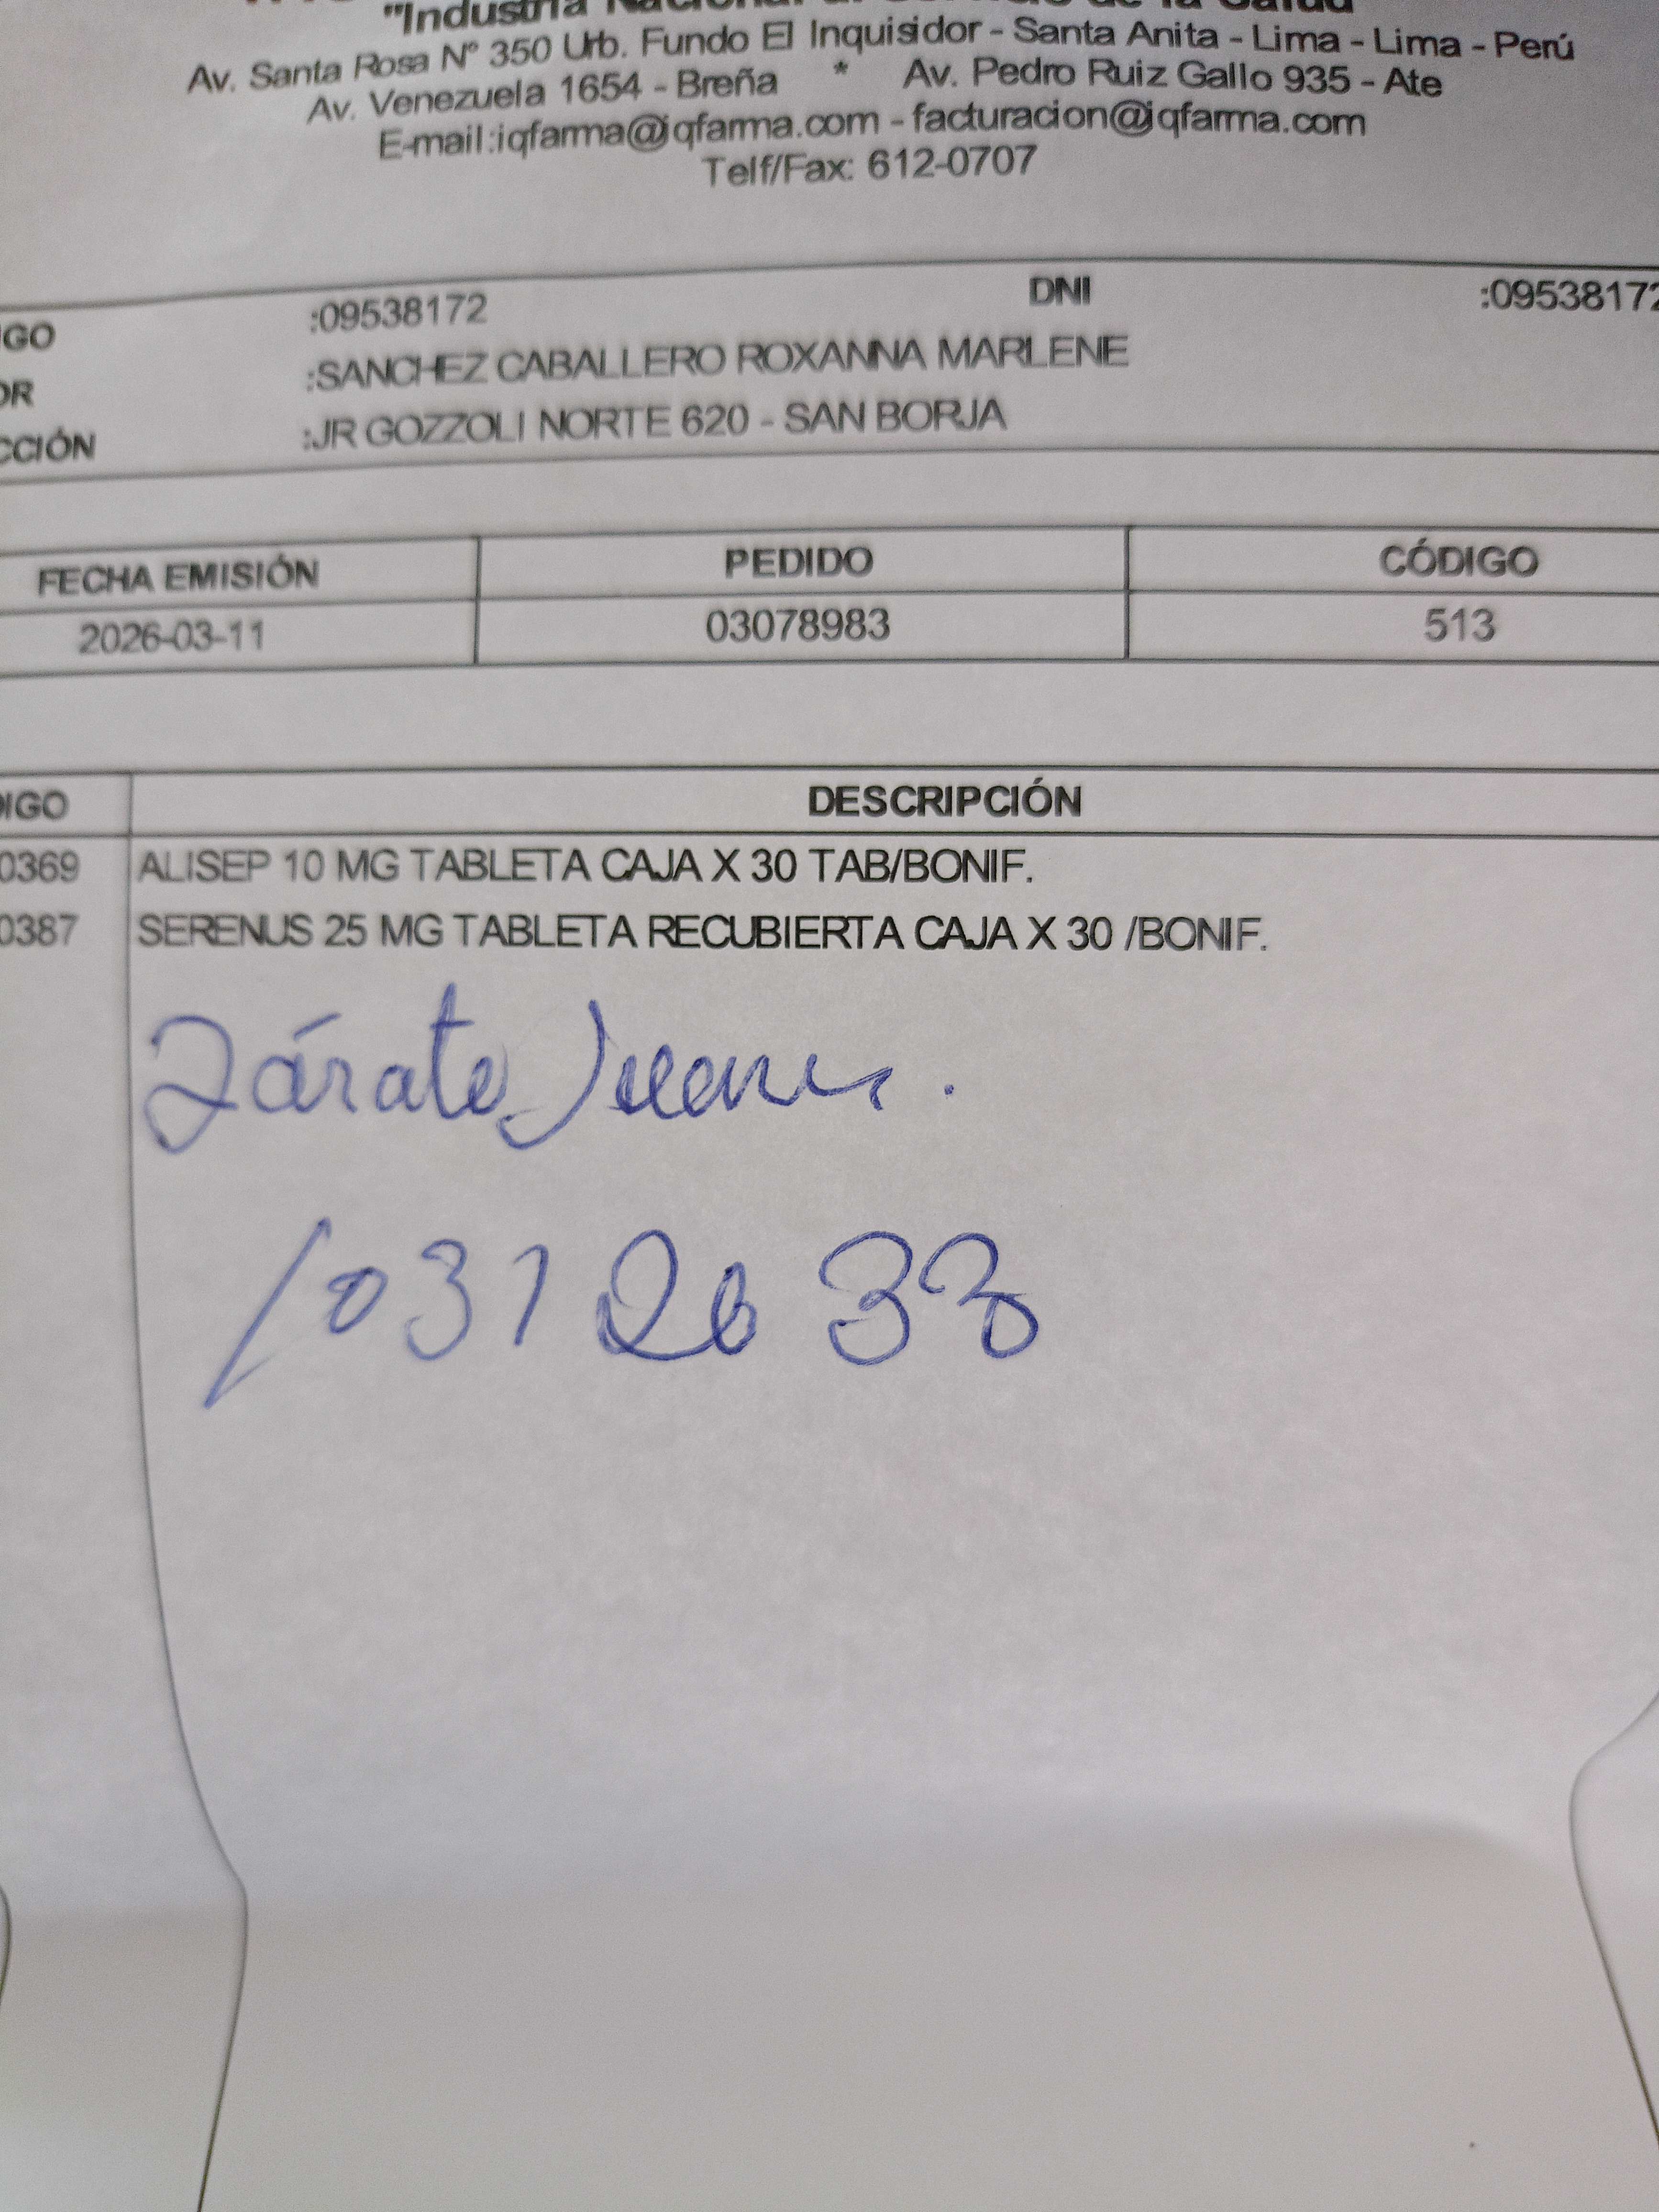 "Industria Nacional al Servicio de la Salud"
Av. Santa Rosa Nº 350 Urb. Fundo El Inquisidor - Santa Anita - Lima - Lima - Perú
Av. Venezuela 1654 - Breña * Av. Pedro Ruiz Gallo 935 - Ate
E-mail:iqfarma@iqfarma.com - facturacion@iqfarma.com
Telf/Fax: 612-0707
IGO :09538172 DNI :09538172
OR :SANCHEZ CABALLERO ROXANNA MARLENE
CCIÓN :JR GOZZOLI NORTE 620 - SAN BORJA
FECHA EMISIÓN PEDIDO CÓDIGO
2026-03-11 03078983 513
DIGO DESCRIPCIÓN
0369 ALISEP 10 MG TABLETA CAJA X 30 TAB/BONIF.
0387 SERENUS 25 MG TABLETA RECUBIERTA CAJA X 30 /BONIF.
Zárate